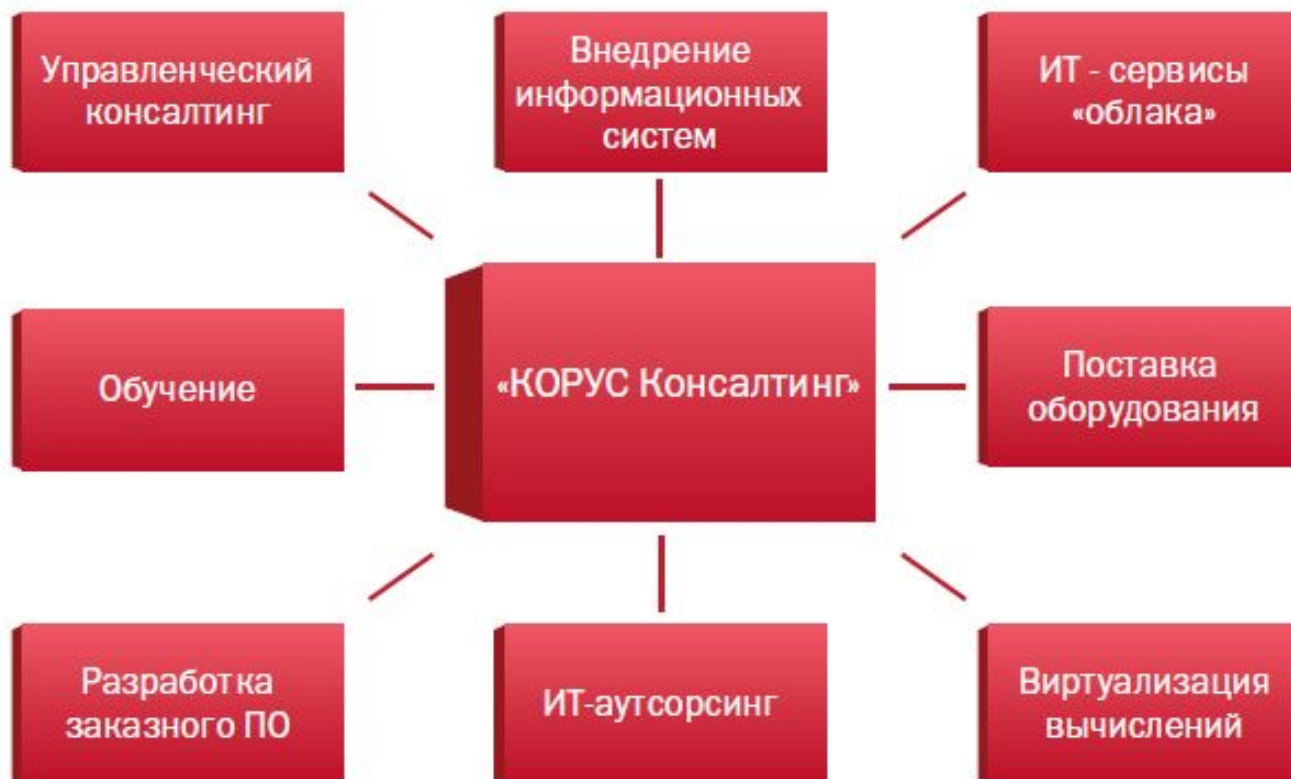 Управленческий
консалтинг
Внедрение
информационных
систем
ИТ - сервисы
«облака»
Обучение
«КОРУС Консалтинг»
Поставка
оборудования
Разработка
заказного ПО
ИТ-аутсорсинг
Виртуализация
вычислений